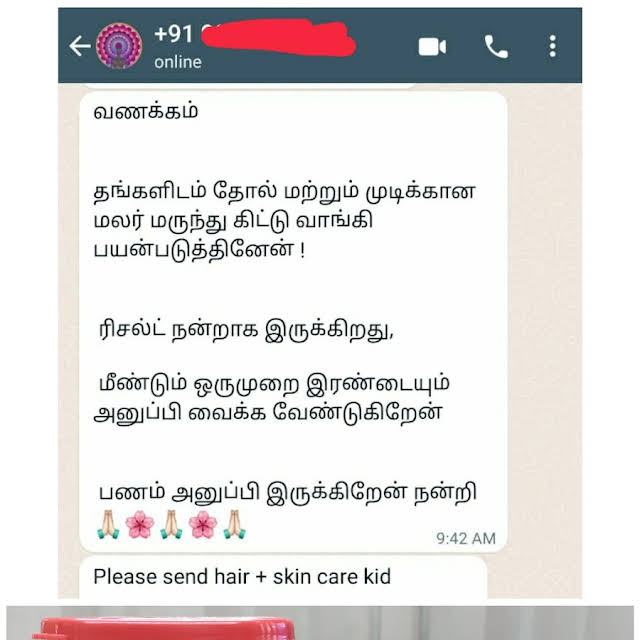 +91
online
வணக்கம்
தங்களிடம் தோல் மற்றும் முடிக்கான
மலர் மருந்து கிட்டு வாங்கி
பயன்படுத்தினேன் !
ரிசல்ட் நன்றாக இருக்கிறது,
மீண்டும் ஒருமுறை இரண்டையும்
அனுப்பி வைக்க வேண்டுகிறேன்
பணம் அனுப்பி இருக்கிறேன் நன்றி
🙏🏻🌸🙏🏻🌸🙏🏻
9:42 AM
Please send hair + skin care kid